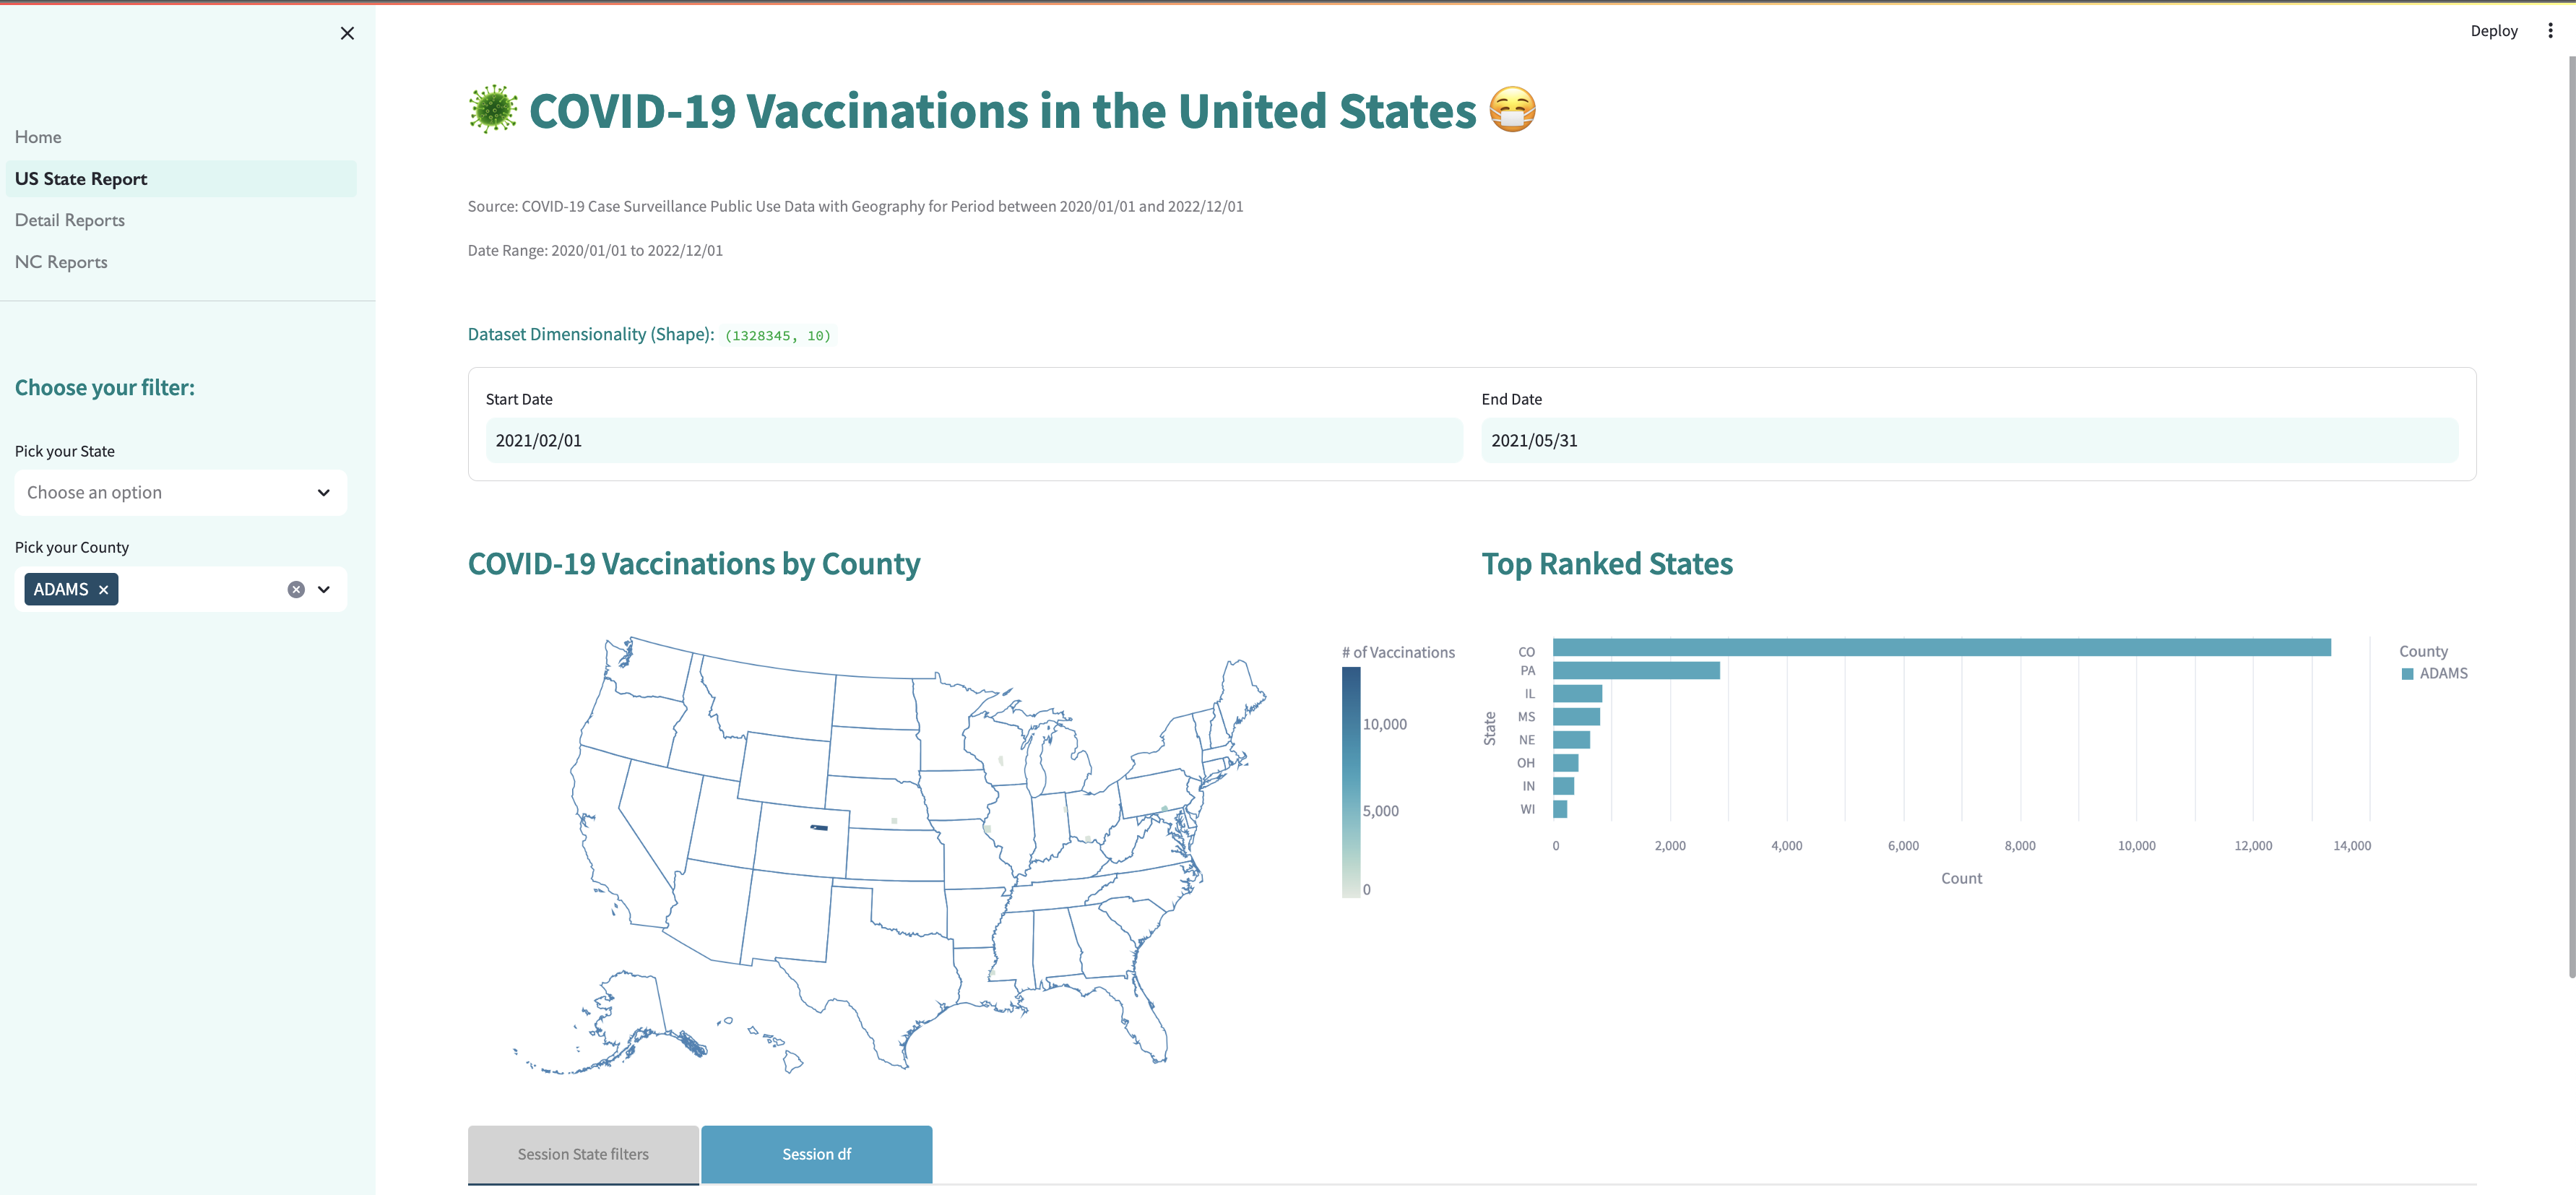 Deploy
Home
US State Report
Detail Reports
NC Reports
Choose your filter:
Pick your State
Choose an option
Pick your County
ADAMS
COVID-19 Vaccinations in the United States
Source: COVID-19 Case Surveillance Public Use Data with Geography for Period between 2020/01/01 and 2022/12/01
Date Range: 2020/01/01 to 2022/12/01
Dataset Dimensionality (Shape): (1328345, 10)
Start Date
2021/02/01
End Date
2021/05/31
COVID-19 Vaccinations by County
# of Vaccinations
10,000
5,000
0
Top Ranked States
State
CO
PA
IL
MS
NE
OH
IN
WI
0 2,000 4,000 6,000 8,000 10,000 12,000 14,000
Count
County
ADAMS
Session State filters
Session df